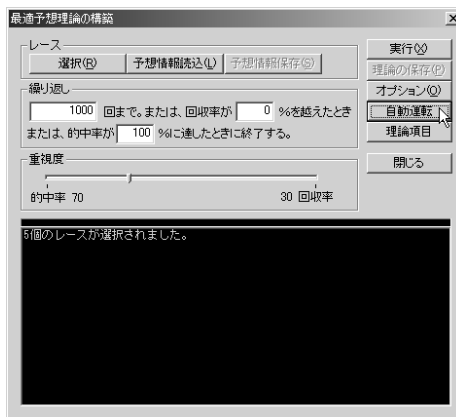 最適予想理論の構築
レース
選択(R) 予想情報読込(L) 予想情報保存(S)
繰り返し
1000 回まで。または、回収率が 0 %を越えたとき
または、的中率が 100 %に達したときに終了する。
重視度
的中率 70 30 回収率
実行(X)
理論の保存(P)
オプション(O)
自動運転
理論項目
閉じる
5個のレースが選択されました。